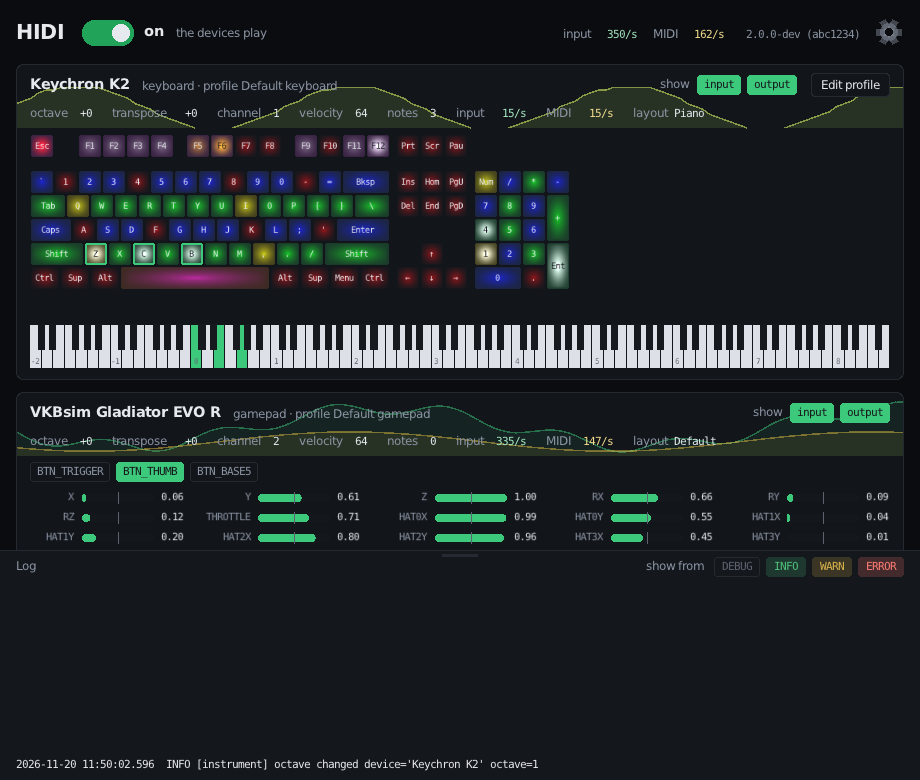 HIDI on the devices play input 350/s MIDI 162/s 2.0.0-dev (abc1234)
Keychron K2 keyboard · profile Default keyboard show input output Edit profile
octave +0 transpose +0 channel 1 velocity 64 notes 3 input 15/s MIDI 15/s layout Piano
Esc F1 F2 F3 F4 F5 F6 F7 F8 F9 F10 F11 F12 Prt Scr Pau
` 1 2 3 4 5 6 7 8 9 0 - = Bksp Ins Hom PgU Num / * -
Tab Q W E R T Y U I O P [ ] \ Del End PgD 7 8 9 +
Caps A S D F G H J K L ; ' Enter 4 5 6
Shift Z X C V B N M , . / Shift ↑ 1 2 3 Ent
Ctrl Sup Alt Alt Sup Menu Ctrl ← ↓ → 0 .
-2 -1 0 1 2 3 4 5 6 7 8
VKBsim Gladiator EVO R gamepad · profile Default gamepad show input output
octave +0 transpose +0 channel 2 velocity 64 notes 0 input 335/s MIDI 147/s layout Default
BTN_TRIGGER BTN_THUMB BTN_BASE5
X 0.06 Y 0.61 Z 1.00 RX 0.66 RY 0.09
RZ 0.12 THROTTLE 0.71 HAT0X 0.99 HAT0Y 0.55 HAT1X 0.04
HAT1Y 0.20 HAT2X 0.80 HAT2Y 0.96 HAT3X 0.45 HAT3Y 0.01
Log show from DEBUG INFO WARN ERROR
2026-11-20 11:50:02.596 INFO [instrument] octave changed device='Keychron K2' octave=1